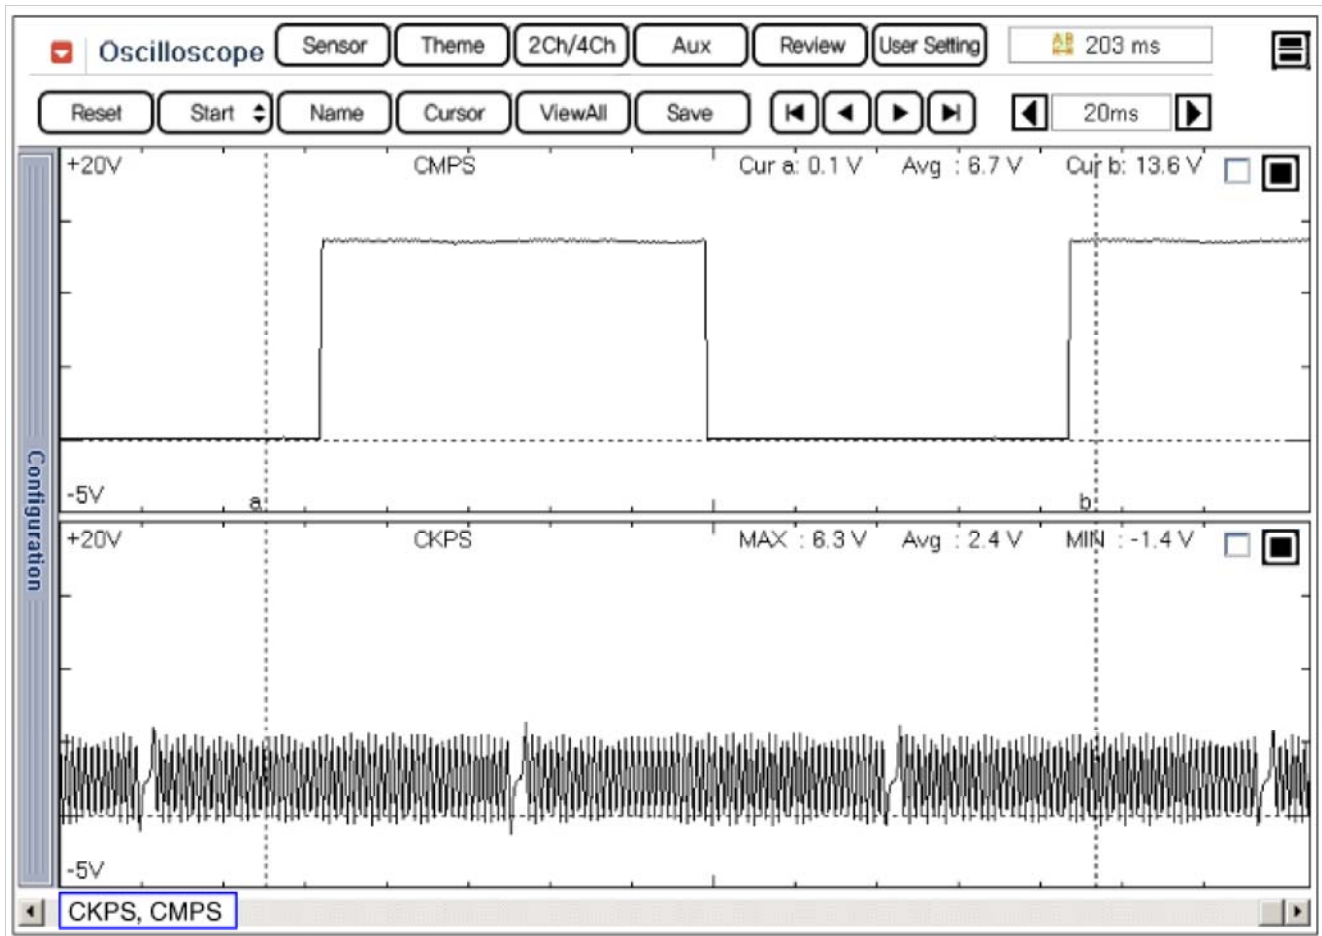 Oscilloscope Sensor Theme 2Ch/4Ch Aux Review User Setting AB 203 ms
Reset Start Name Cursor ViewAll Save 20ms
+20V CMPS Cur a: 0.1 V Avg : 6.7 V Cur b: 13.6 V
-5V a b
+20V CKPS MAX : 6.3 V Avg : 2.4 V MIN : -1.4 V
-5V
Configuration
CKPS, CMPS